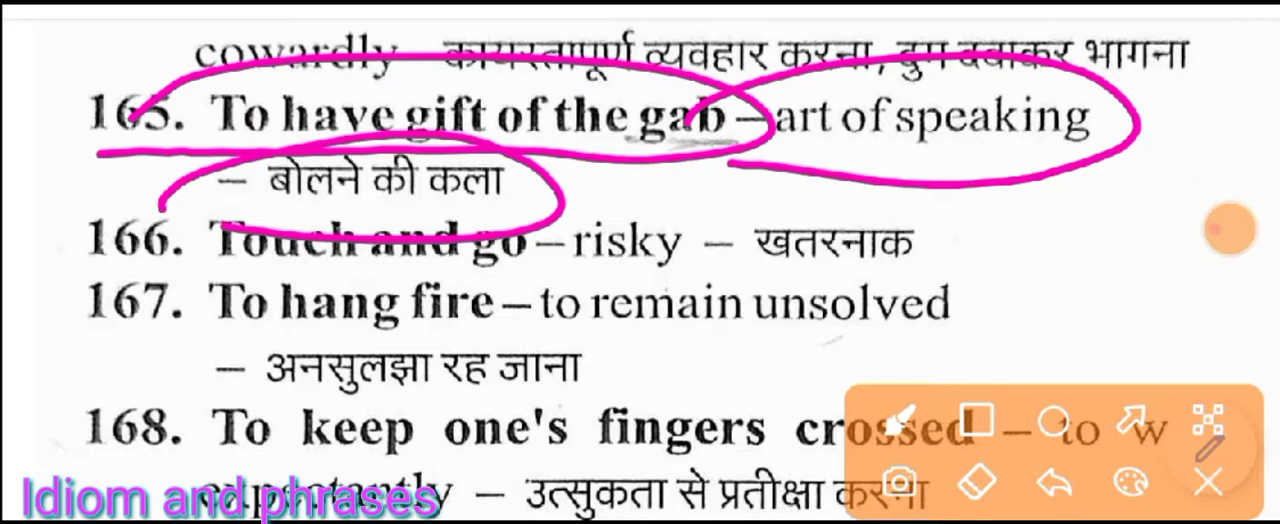 cowardly – कायरतापूर्ण व्यवहार करना, दुम दबाकर भागना
165. To have gift of the gab – art of speaking
– बोलने की कला
166. Touch and go – risky – खतरनाक
167. To hang fire – to remain unsolved
– अनसुलझा रह जाना
168. To keep one's fingers crossed – to w
expectantly – उत्सुकता से प्रतीक्षा करना
Idiom and phrases